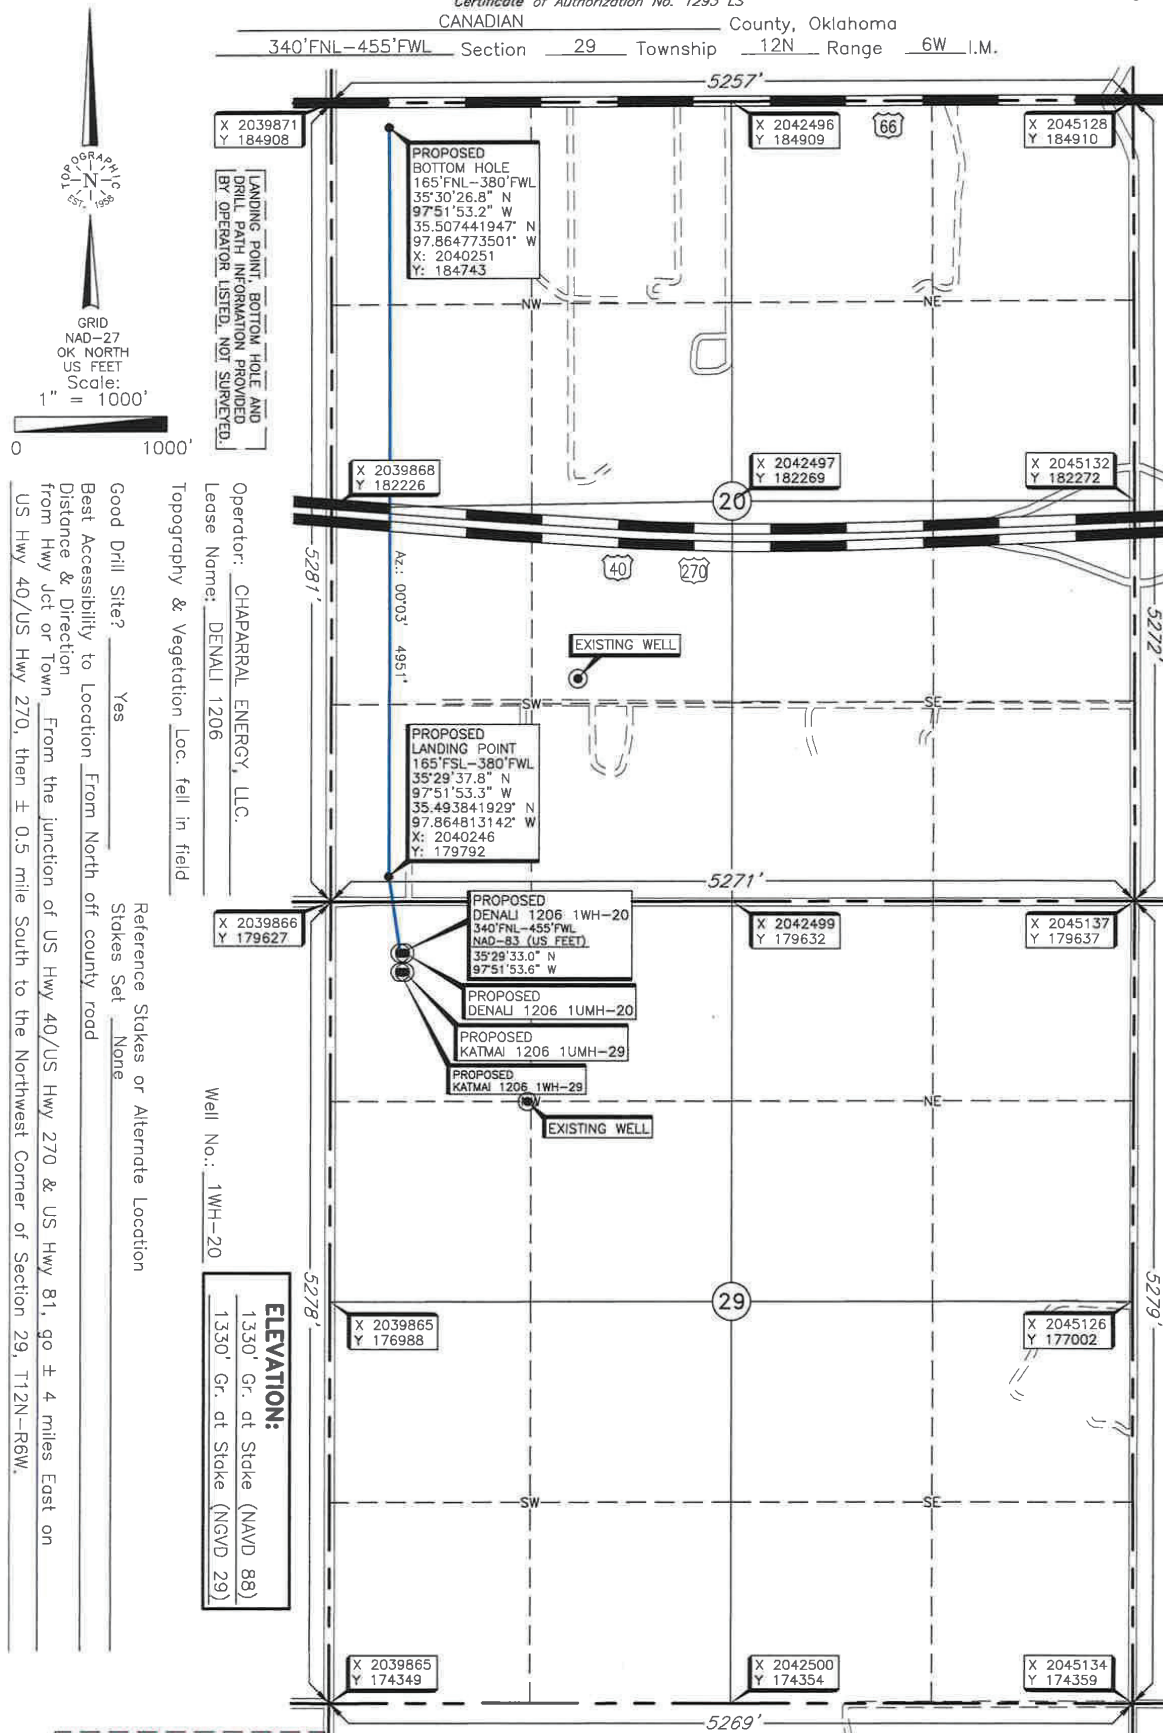 Certificate of Authorization No. 1293 LS
CANADIAN County, Oklahoma
340'FNL-455'FWL Section 29 Township 12N Range 6W I.M.
5257'
X 2039871
Y 184908
X 2042496
Y 184909
66
X 2045128
Y 184910
TOPOGRAPHIC
N
EST. 1958
GRID
NAD-27
OK NORTH
US FEET
Scale:
1" = 1000'
0 1000'
LANDING POINT, BOTTOM HOLE AND
DRILL PATH INFORMATION PROVIDED
BY OPERATOR LISTED, NOT SURVEYED.
PROPOSED
BOTTOM HOLE
165'FNL-380'FWL
35°30'26.8" N
97°51'53.2" W
35.507441947° N
97.864773501° W
X: 2040251
Y: 184743
NW
NE
X 2039868
Y 182226
X 2042497
Y 182269
X 2045132
Y 182272
20
40
270
5281'
5272'
Az.: 00°03' 4951'
EXISTING WELL
SW
SE
PROPOSED
LANDING POINT
165'FSL-380'FWL
35°29'37.8" N
97°51'53.3" W
35.493841929° N
97.864813142° W
X: 2040246
Y: 179792
5271'
X 2039866
Y 179627
X 2042499
Y 179632
X 2045137
Y 179637
PROPOSED
DENALI 1206 1WH-20
340'FNL-455'FWL
NAD-83 (US FEET)
35°29'33.0" N
97°51'53.6" W
PROPOSED
DENALI 1206 1UMH-20
PROPOSED
KATMAI 1206 1UMH-29
PROPOSED
KATMAI 1206 1WH-29
NW
NE
EXISTING WELL
5278'
5279'
29
X 2039865
Y 176988
X 2045126
Y 177002
SW
SE
X 2039865
Y 174349
X 2042500
Y 174354
X 2045134
Y 174359
5269'
Operator: CHAPARRAL ENERGY, LLC.
Lease Name: DENALI 1206
Well No.: 1WH-20
Topography & Vegetation Loc. fell in field
Reference Stakes or Alternate Location
Good Drill Site? Yes
Stakes Set None
Best Accessibility to Location From North off county road
Distance & Direction
from Hwy Jct or Town From the junction of US Hwy 40/US Hwy 270 & US Hwy 81, go ± 4 miles East on
US Hwy 40/US Hwy 270, then ± 0.5 mile South to the Northwest Corner of Section 29, T12N-R6W.
ELEVATION:
1330' Gr. at Stake (NAVD 88)
1330' Gr. at Stake (NGVD 29)